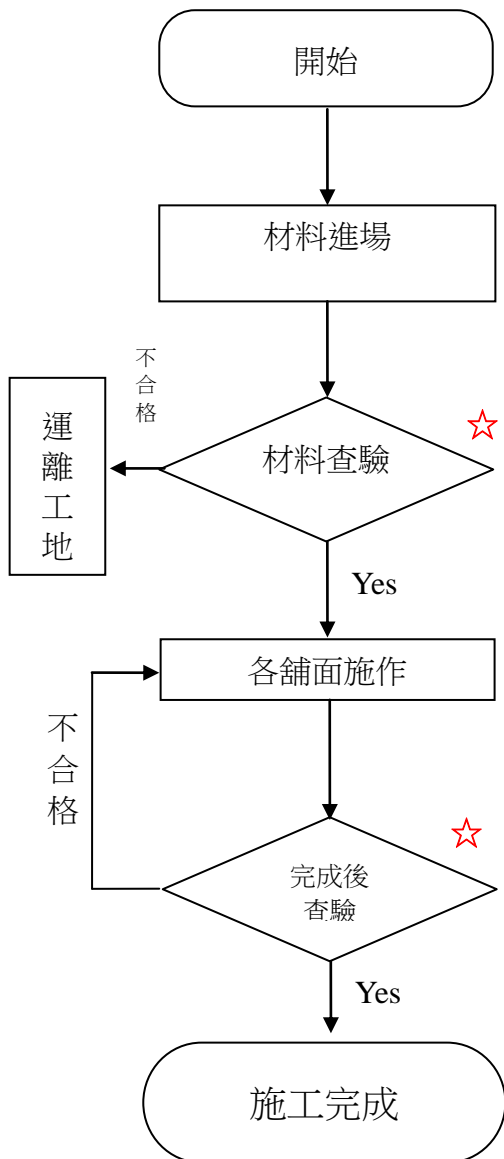 開始
材料進場
不合格
運離工地
材料查驗
Yes
各舖面施作
不合格
完成後
查驗
Yes
施工完成